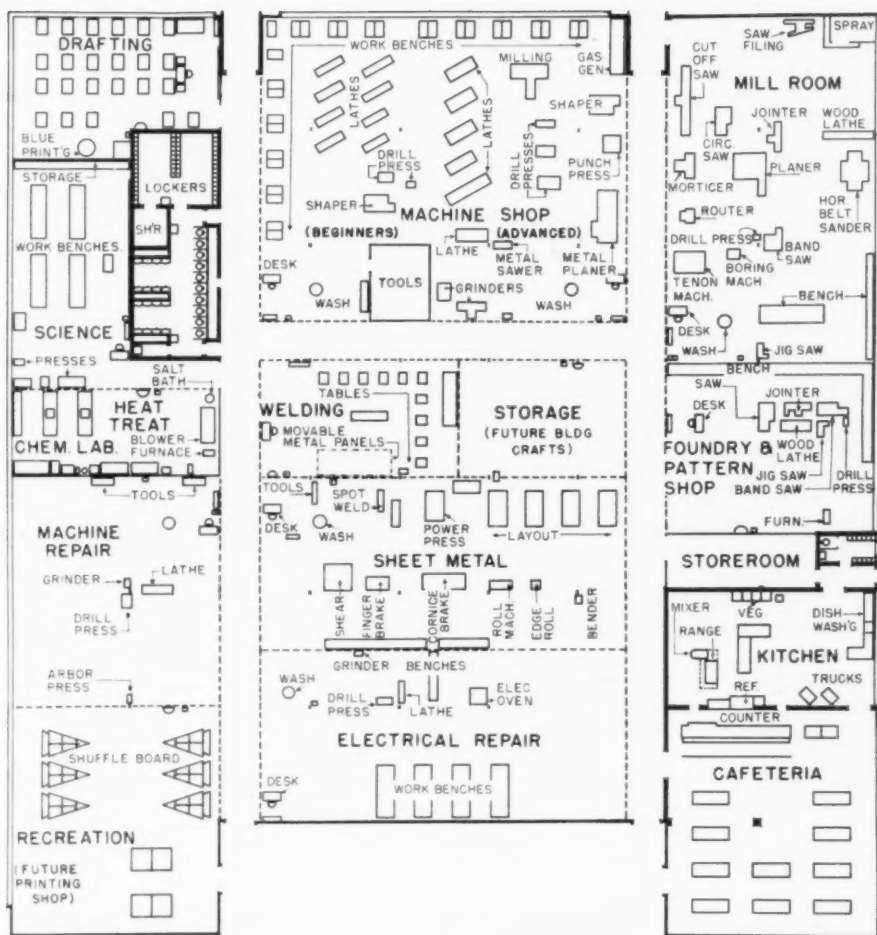 DRAFTING
BLUE
PRINT'G
STORAGE
LOCKERS
SH'R
WORK BENCHES.
SCIENCE
PRESSES
SALT
BATH
HEAT
TREAT
CHEM. LAB.
BLOWER
FURNACE
TOOLS
MACHINE
REPAIR
GRINDER
LATHE
DRILL
PRESS
ARBOR
PRESS
SHUFFLE BOARD
RECREATION
(FUTURE
PRINTING
SHOP)
WORK BENCHES
LATHES
MILLING
GAS
GEN
LATHES
SHAPER
DRILL
PRESS
DRILL
PRESSES
PUNCH
PRESS
SHAPER
MACHINE SHOP
(BEGINNERS)
(ADVANCED)
LATHE
METAL
SAWER
METAL
PLANER
DESK
WASH
TOOLS
GRINDERS
WASH
TABLES
WELDING
MOVABLE
METAL PANELS
STORAGE
(FUTURE BLDG
CRAFTS)
TOOLS
SPOT
WELD
DESK
WASH
POWER
PRESS
LAYOUT
SHEET METAL
SHEAR
FINGER
BRAKE
CORNICE
BRAKE
ROLL
MACH
EDGE
ROLL
BENDER
GRINDER
BENCHES
WASH
DRILL
PRESS
LATHE
ELEC
OVEN
ELECTRICAL REPAIR
DESK
WORK BENCHES
SAW
FILING
SPRAY
CUT
OFF
SAW
MILL ROOM
JOINTER
WOOD
LATHE
CIRC.
SAW
PLANER
MORTICER
HOR.
BELT
SANDER
ROUTER
DRILL PRESS
BAND
SAW
TENON
MACH.
BORING
MACH.
BENCH
DESK
WASH
JIG SAW
BENCH
SAW
JOINTER
DESK
WOOD
LATHE
FOUNDRY &
PATTERN
SHOP
JIG SAW
BAND SAW
DRILL
PRESS
FURN.
STOREROOM
MIXER
VEG
DISH
WASH'G
RANGE
KITCHEN
REF.
TRUCKS
COUNTER
CAFETERIA